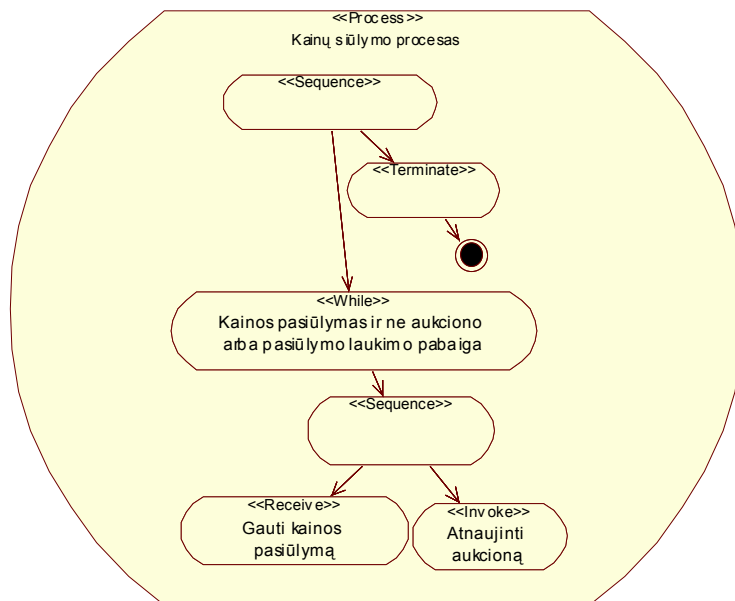 <<Process>>
Kainų siūlymo procesas
<<Sequence>>
<<Terminate>>
<<While>>
Kainos pasiūlymas ir ne aukciono
arba pasiūlymo laukimo pabaiga
<<Sequence>>
<<Receive>>
Gauti kainos
pasiūlymą
<<Invoke>>
Atnaujinti
aukcioną